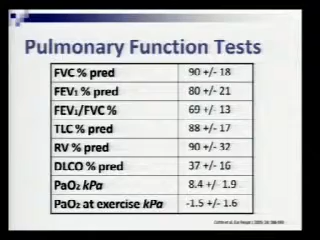 Pulmonary Function Tests
FVC % pred 90 +/- 18
FEV₁ % pred 80 +/- 21
FEV₁/FVC % 69 +/- 13
TLC % pred 88 +/- 17
RV % pred 90 +/- 32
DLCO % pred 37 +/- 16
PaO₂ kPa 8.4 +/- 1.9
PaO₂ at exercise kPa -1.5 +/- 1.6